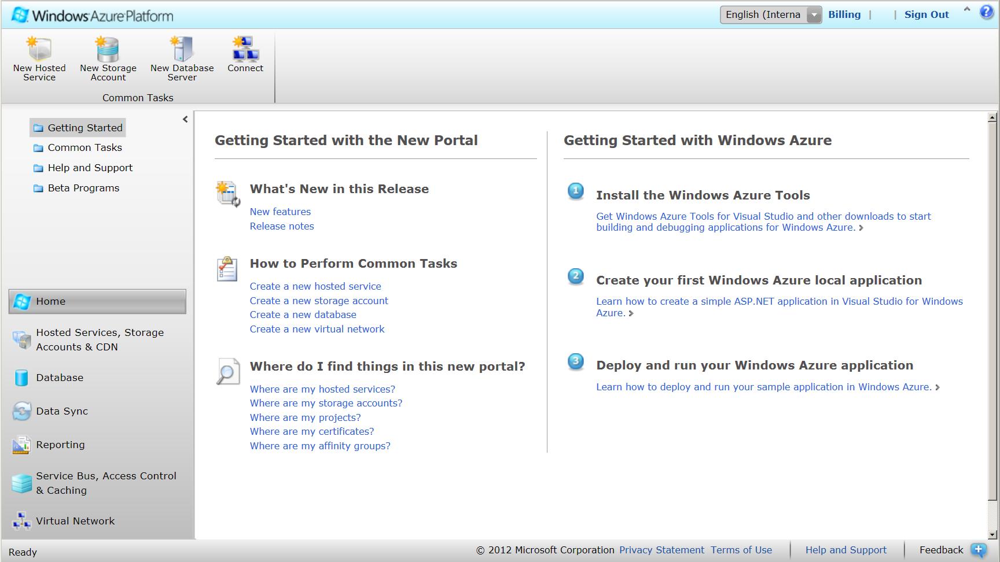 Windows Azure Platform
English (Interna
Billing | | Sign Out
?
New Hosted
Service
New Storage
Account
New Database
Server
Connect
Common Tasks
Getting Started
Common Tasks
Help and Support
Beta Programs
Home
Hosted Services, Storage
Accounts & CDN
Database
Data Sync
Reporting
Service Bus, Access Control
& Caching
Virtual Network
Getting Started with the New Portal
What's New in this Release
New features
Release notes
How to Perform Common Tasks
Create a new hosted service
Create a new storage account
Create a new database
Create a new virtual network
Where do I find things in this new portal?
Where are my hosted services?
Where are my storage accounts?
Where are my projects?
Where are my certificates?
Where are my affinity groups?
Getting Started with Windows Azure
1
Install the Windows Azure Tools
Get Windows Azure Tools for Visual Studio and other downloads to start
building and debugging applications for Windows Azure.
2
Create your first Windows Azure local application
Learn how to create a simple ASP.NET application in Visual Studio for Windows
Azure.
3
Deploy and run your Windows Azure application
Learn how to deploy and run your sample application in Windows Azure.
Ready
© 2012 Microsoft Corporation Privacy Statement Terms of Use
Help and Support
Feedback